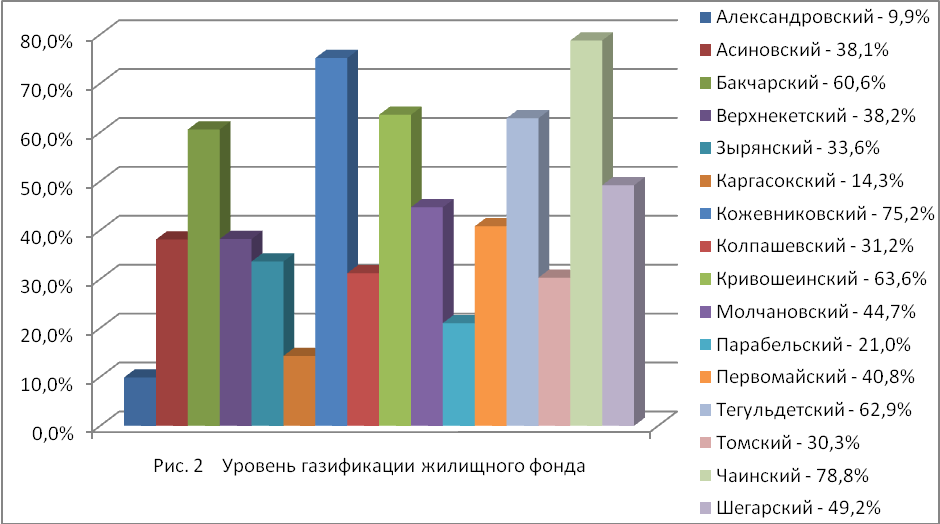 80,0%
70,0%
60,0%
50,0%
40,0%
30,0%
20,0%
10,0%
0,0%
Рис. 2 Уровень газификации жилищного фонда
Александровский - 9,9%
Асиновский - 38,1%
Бакчарский - 60,6%
Верхнекетский - 38,2%
Зырянский - 33,6%
Каргасокский - 14,3%
Кожевниковский - 75,2%
Колпашевский - 31,2%
Кривошеинский - 63,6%
Молчановский - 44,7%
Парабельский - 21,0%
Первомайский - 40,8%
Тегульдетский - 62,9%
Томский - 30,3%
Чаинский - 78,8%
Шегарский - 49,2%